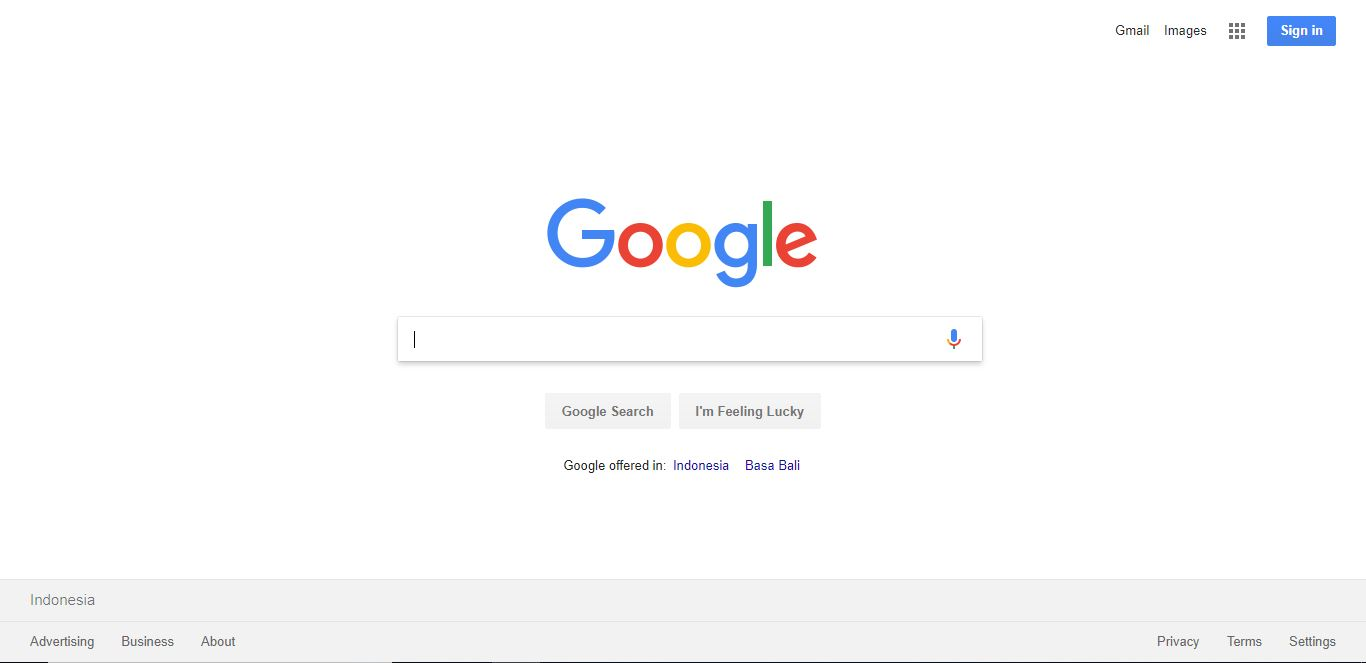 Gmail Images Sign in
Google
Google Search I'm Feeling Lucky
Google offered in: Indonesia Basa Bali
Indonesia
Advertising Business About Privacy Terms Settings